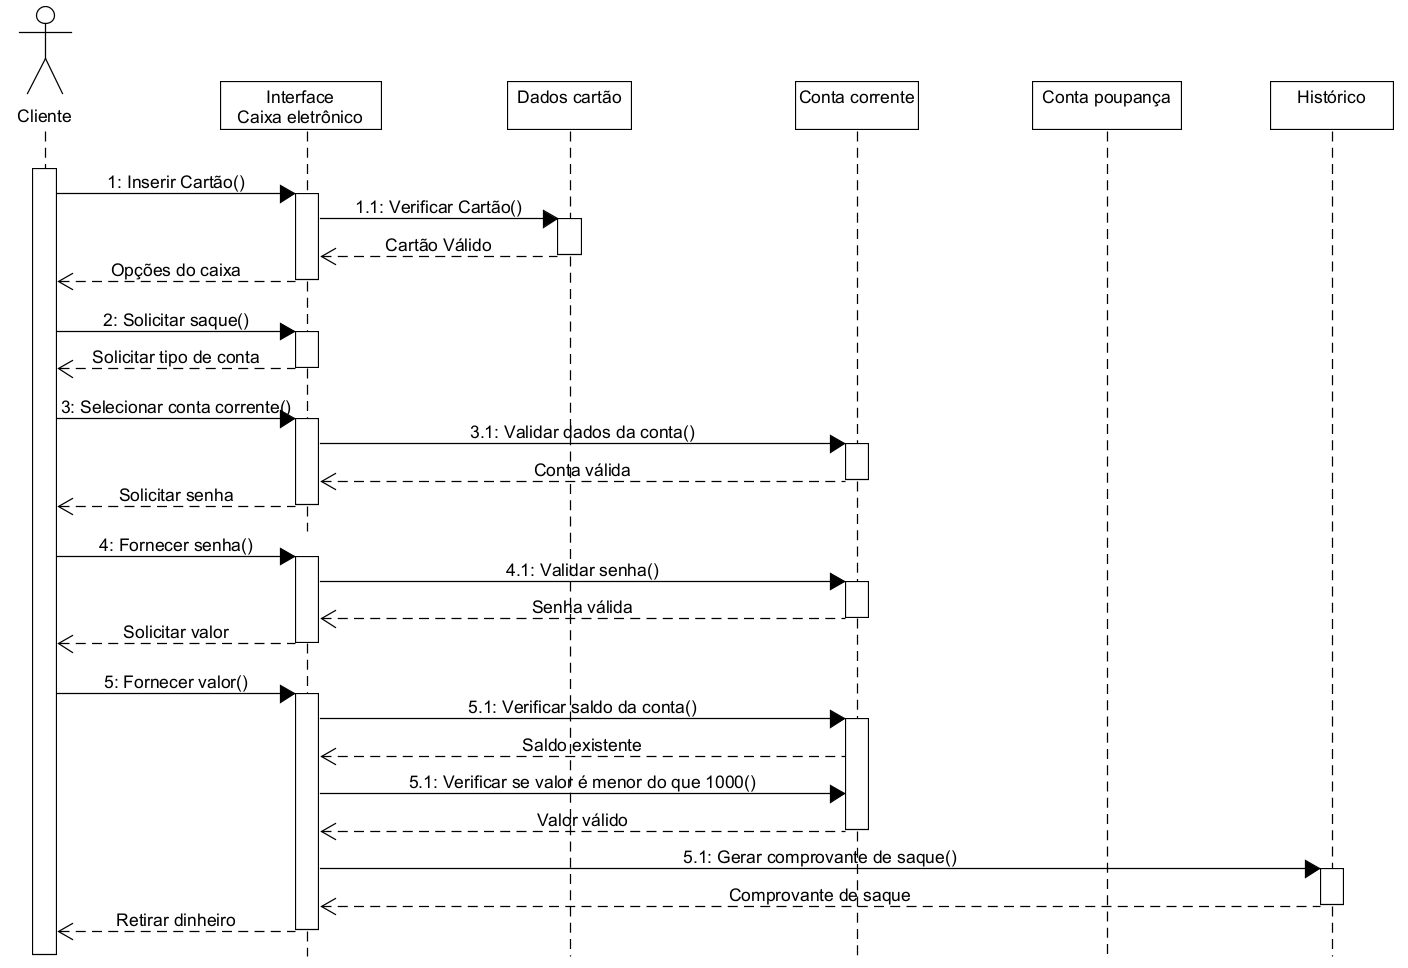 Cliente
Interface
Caixa eletrônico
Dados cartão
Conta corrente
Conta poupança
Histórico
1: Inserir Cartão()
1.1: Verificar Cartão()
Cartão Válido
Opções do caixa
2: Solicitar saque()
Solicitar tipo de conta
3: Selecionar conta corrente()
3.1: Validar dados da conta()
Conta válida
Solicitar senha
4: Fornecer senha()
4.1: Validar senha()
Senha válida
Solicitar valor
5: Fornecer valor()
5.1: Verificar saldo da conta()
Saldo existente
5.1: Verificar se valor é menor do que 1000()
Valor válido
5.1: Gerar comprovante de saque()
Comprovante de saque
Retirar dinheiro